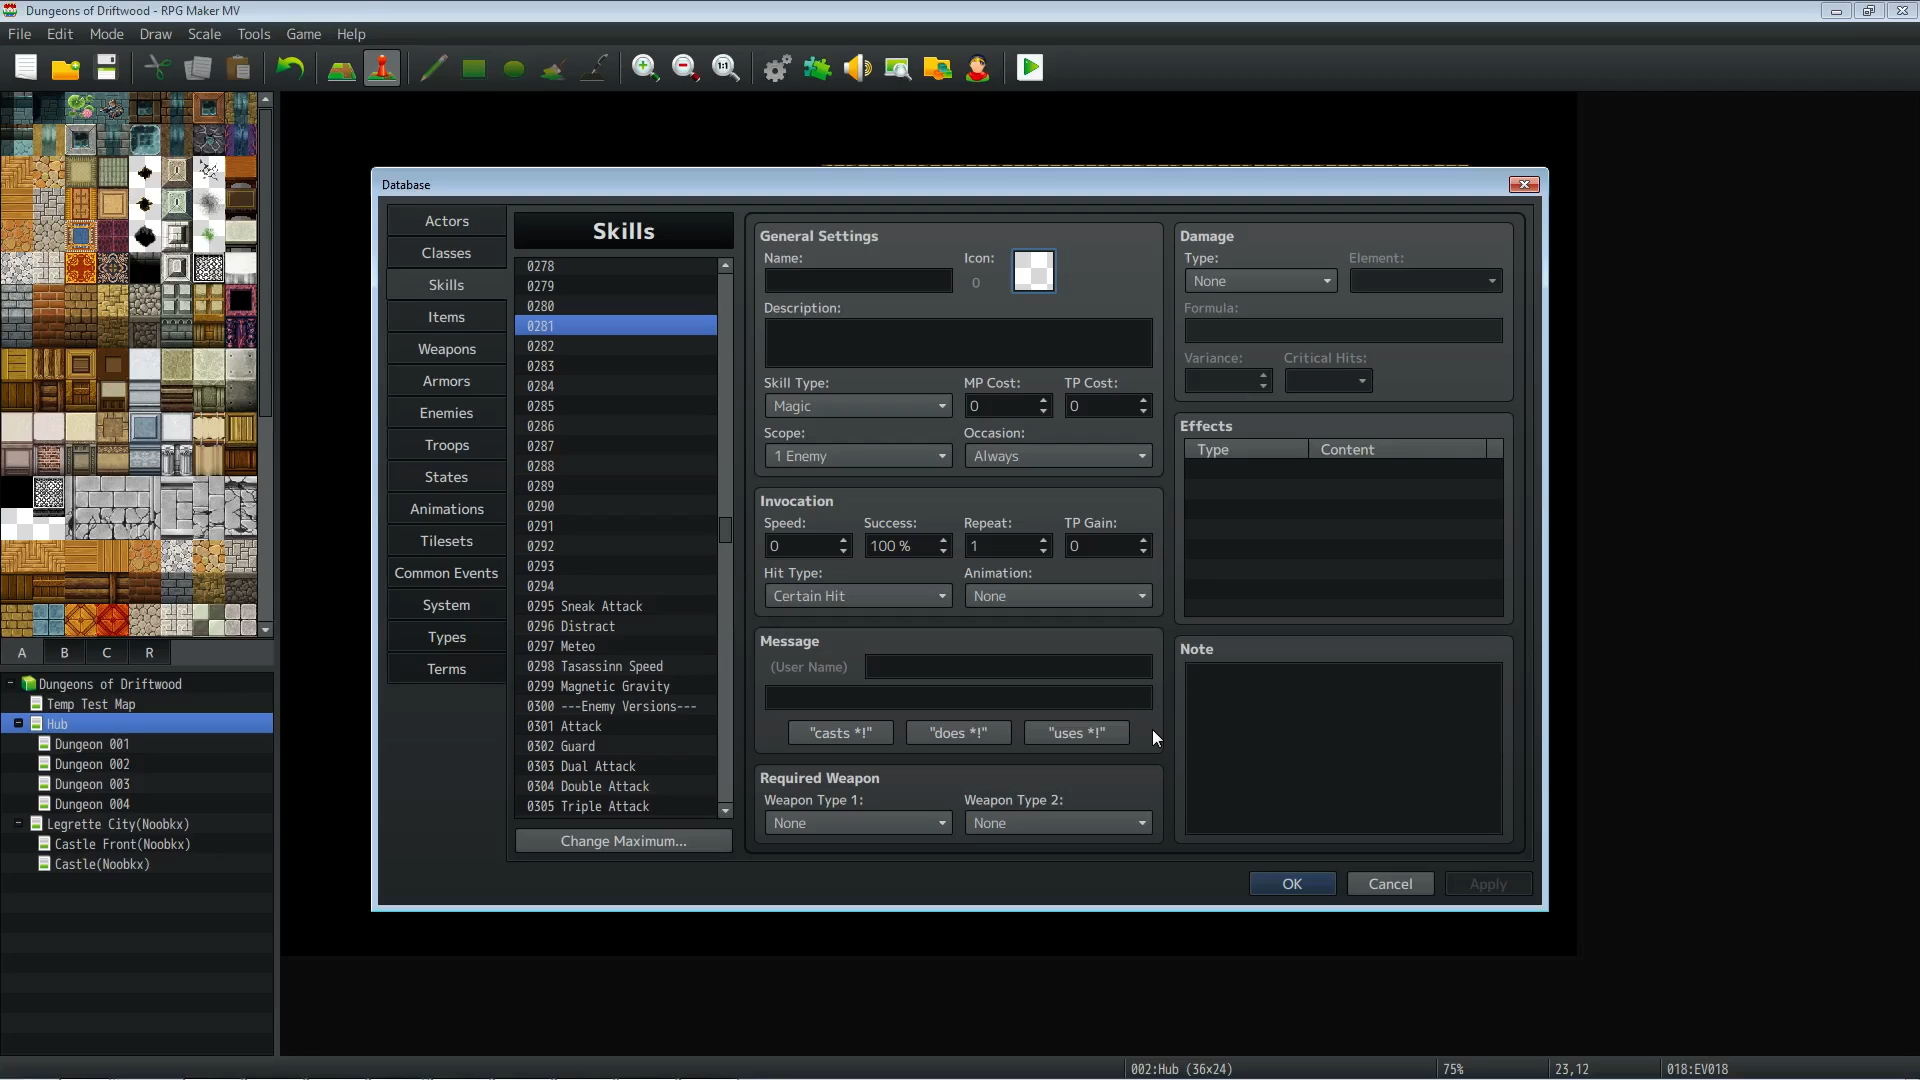 Dungeons of Driftwood - RPG Maker MV
File Edit Mode Draw Scale Tools Game Help
1:1
A B C R
Dungeons of Driftwood
Temp Test Map
Hub
Dungeon 001
Dungeon 002
Dungeon 003
Dungeon 004
Legrette City(Noobkx)
Castle Front(Noobkx)
Castle(Noobkx)
Database
Actors
Classes
Skills
Items
Weapons
Armors
Enemies
Troops
States
Animations
Tilesets
Common Events
System
Types
Terms
Skills
0278
0279
0280
0281
0282
0283
0284
0285
0286
0287
0288
0289
0290
0291
0292
0293
0294
0295 Sneak Attack
0296 Distract
0297 Meteo
0298 Tasassinn Speed
0299 Magnetic Gravity
0300 ---Enemy Versions---
0301 Attack
0302 Guard
0303 Dual Attack
0304 Double Attack
0305 Triple Attack
Change Maximum...
General Settings
Name: Icon:
0
Description:
Skill Type: MP Cost: TP Cost:
Magic 0 0
Scope: Occasion:
1 Enemy Always
Invocation
Speed: Success: Repeat: TP Gain:
0 100 % 1 0
Hit Type: Animation:
Certain Hit None
Message
(User Name)
"casts *!" "does *!" "uses *!"
Required Weapon
Weapon Type 1: Weapon Type 2:
None None
Damage
Type: Element:
None
Formula:
Variance: Critical Hits:
Effects
Type Content
Note
OK Cancel Apply
002:Hub (36x24) 75% 23,12 018:EV018